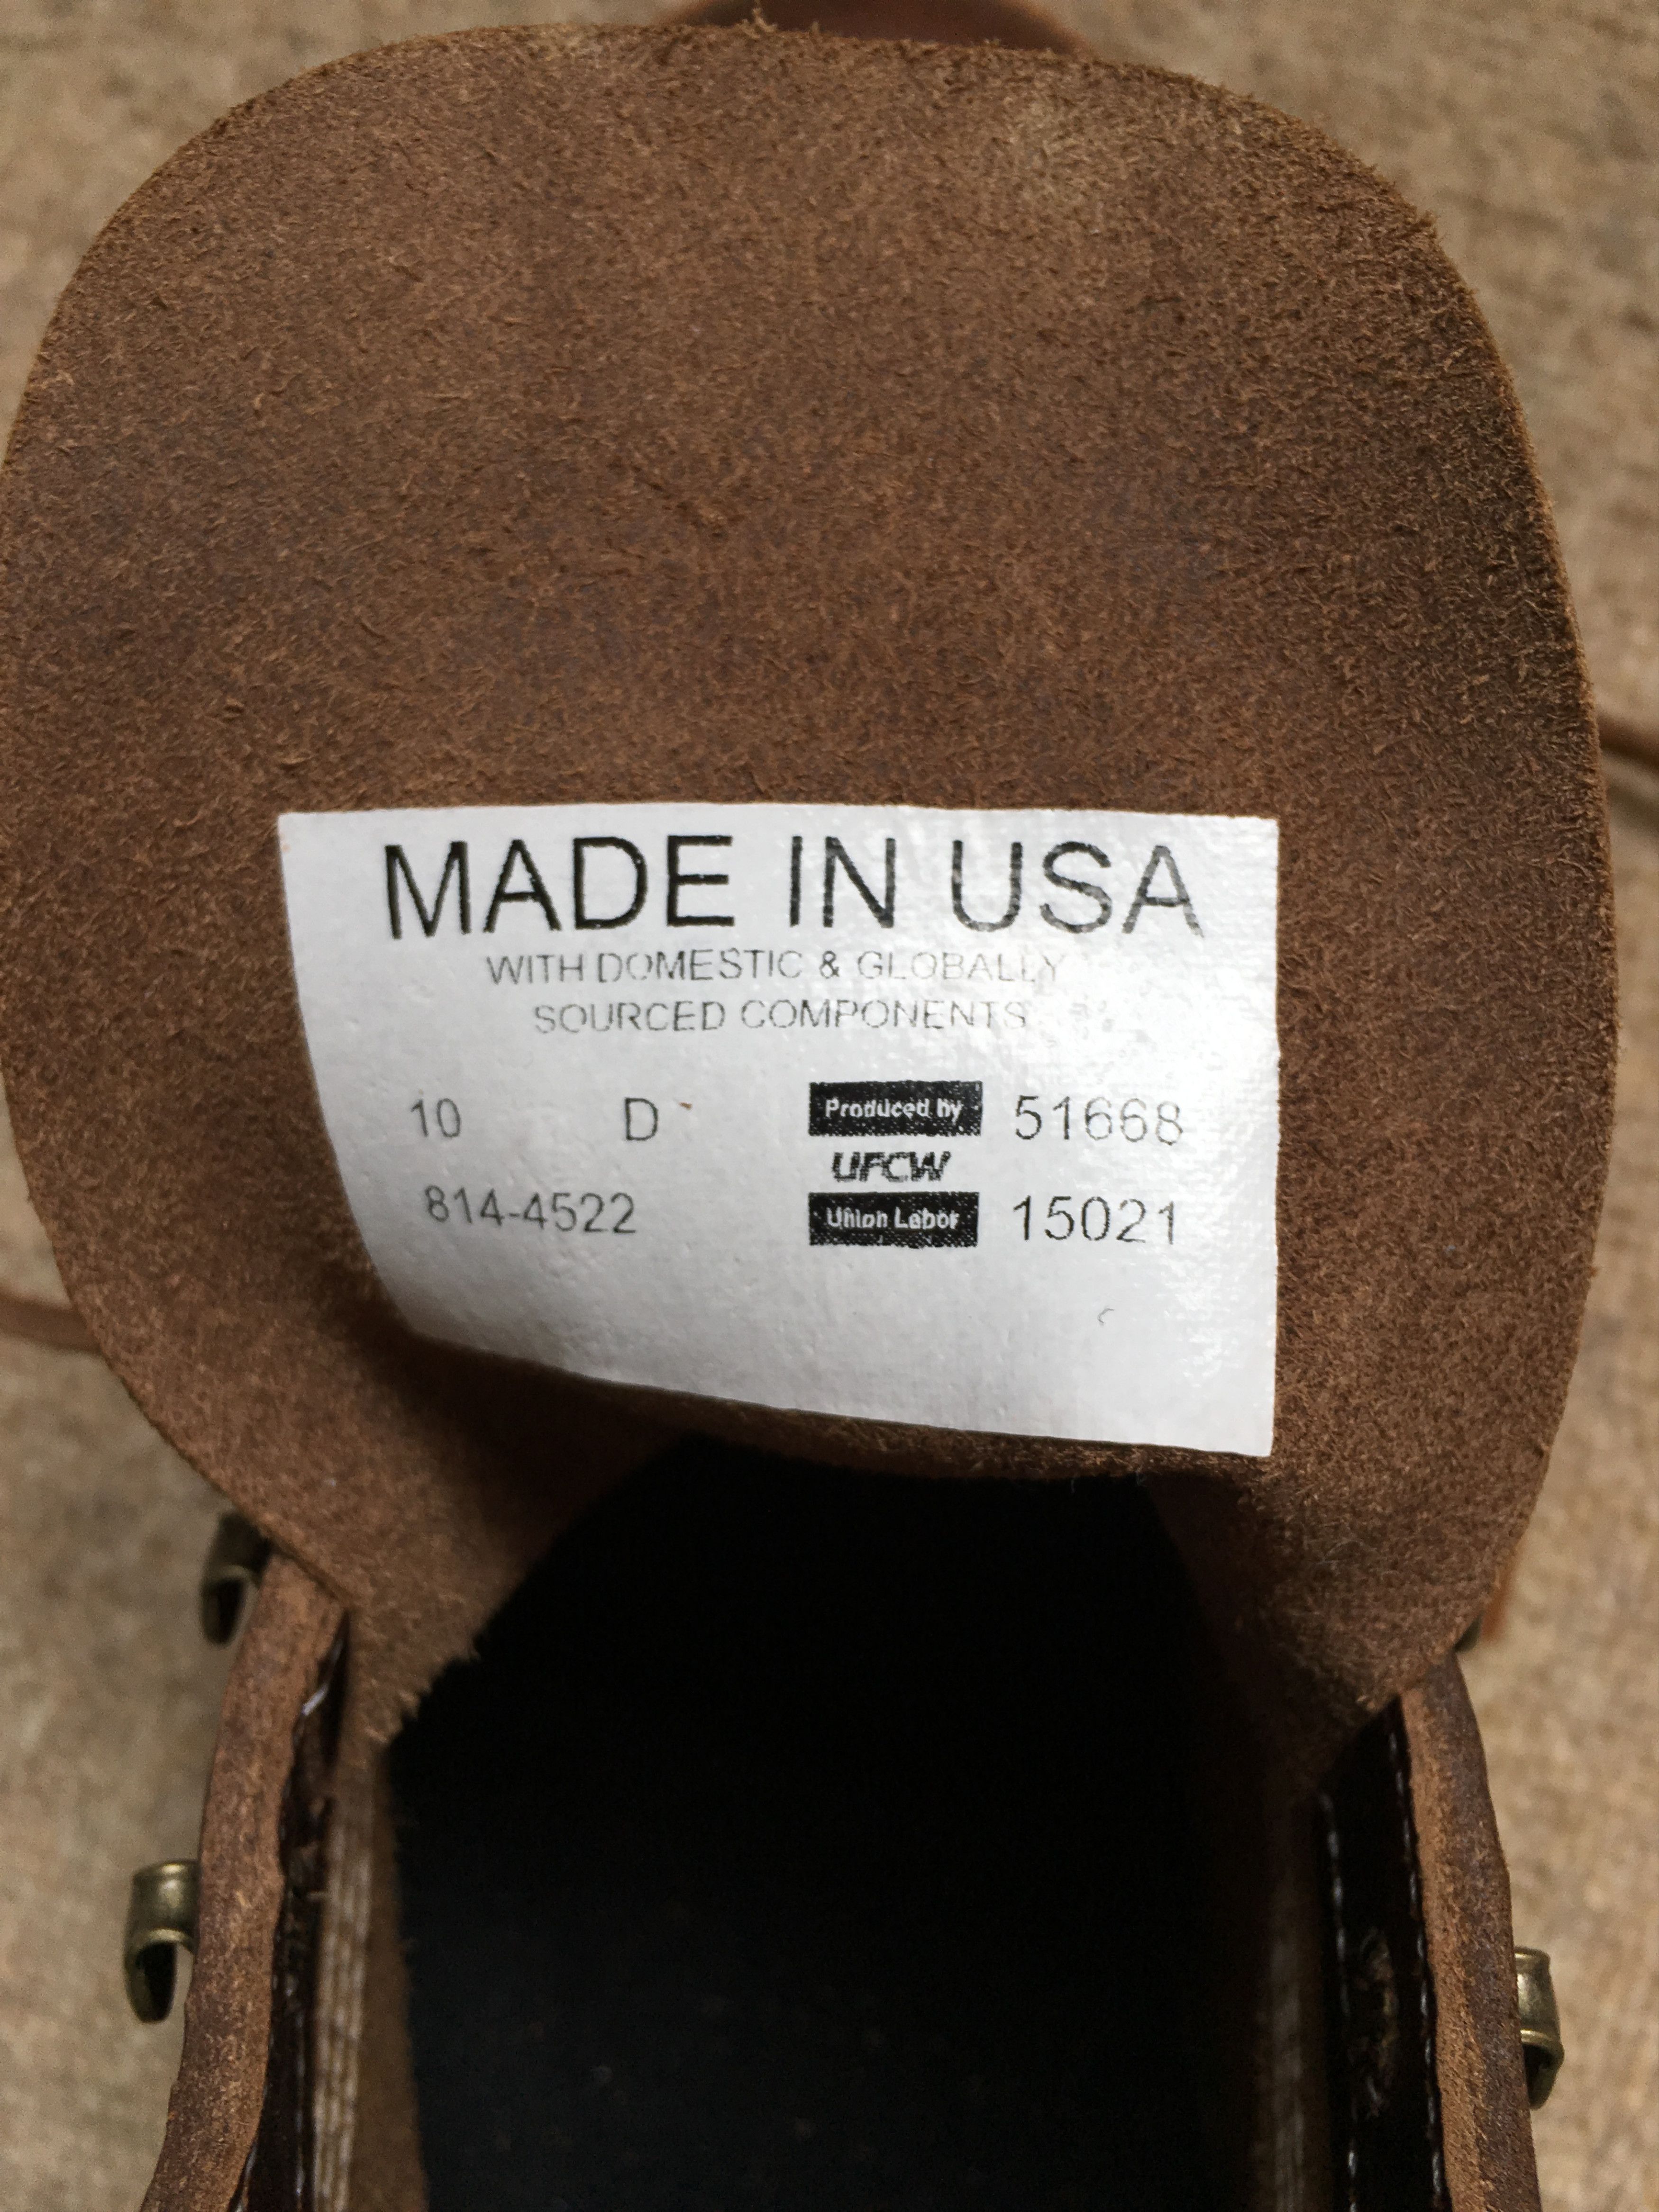 MADE IN USA
WITH DOMESTIC & GLOBALLY
SOURCED COMPONENTS
10 D Produced by 51668
UFCW
814-4522 Union Labor 15021